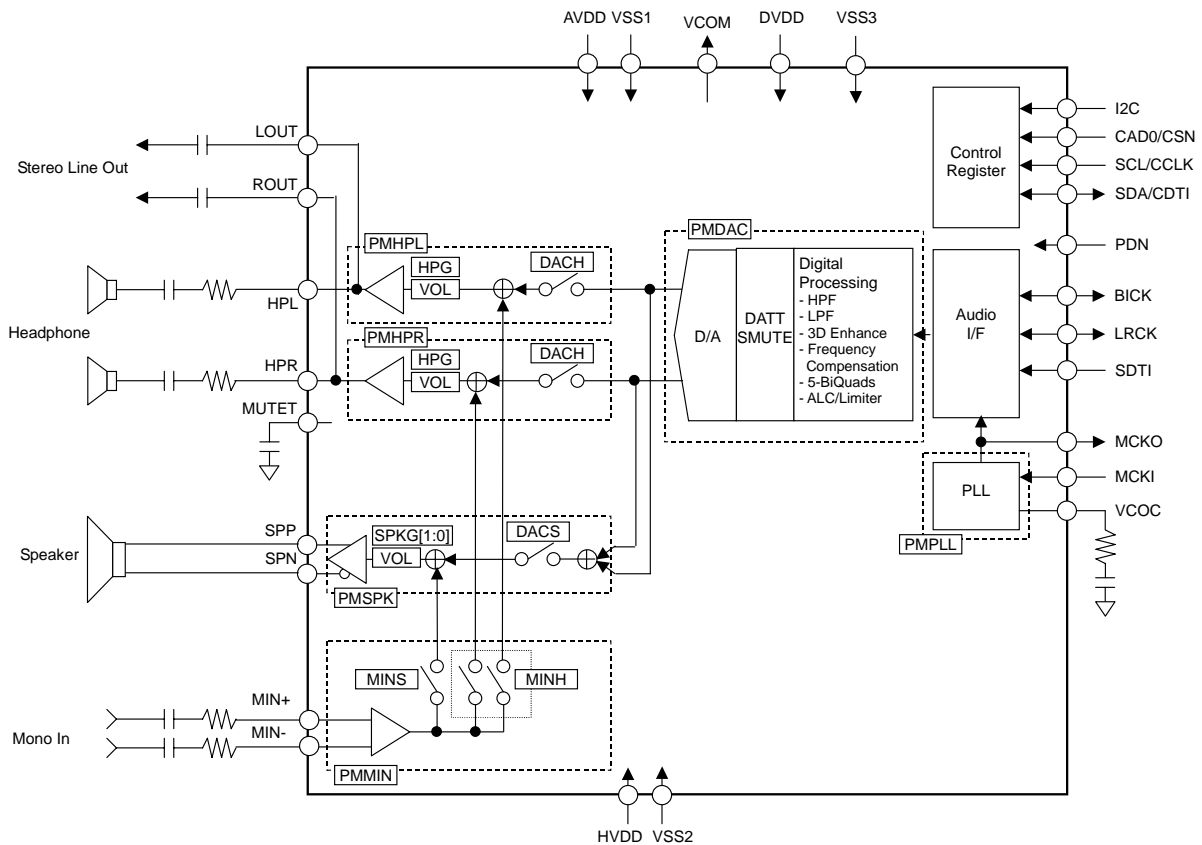 AVDD VSS1 VCOM DVDD VSS3
LOUT
Stereo Line Out
ROUT
Control
Register
I2C
CAD0/CSN
SCL/CCLK
SDA/CDTI
PMHPL
HPG
VOL
DACH
HPL
Headphone
PMHPR
HPG
VOL
DACH
HPR
MUTET
PMDAC
D/A
DATT
SMUTE
Digital
Processing
- HPF
- LPF
- 3D Enhance
- Frequency
Compensation
- 5-BiQuads
- ALC/Limiter
Audio
I/F
PDN
BICK
LRCK
SDTI
MCKO
MCKI
VCOC
PLL
PMPLL
Speaker
SPP
SPN
SPKG[1:0]
VOL
DACS
PMSPK
MINS
MINH
Mono In
MIN+
MIN-
PMMIN
HVDD VSS2